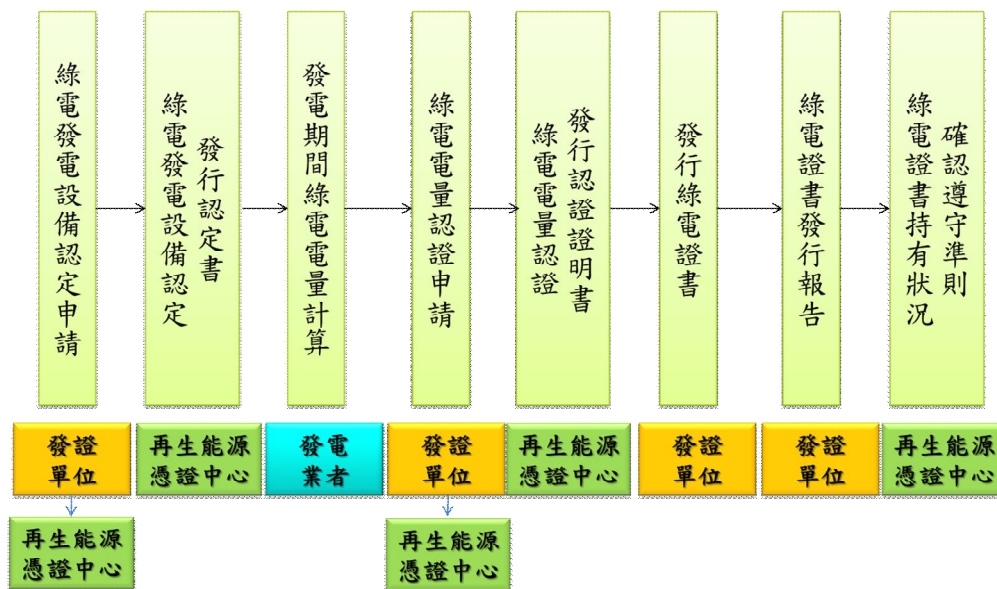 綠電發電設備認定申請
綠電發電設備認定
發行認定書
發電期間綠電電量計算
綠電電量認證申請
綠電電量認證
發行認證證明書
發行綠電證書
綠電證書發行報告
綠電證書持有狀況
確認遵守準則
發證
單位
再生能源
憑證中心
發電
業者
發證
單位
再生能源
憑證中心
發證
單位
發證
單位
再生能源
憑證中心
再生能源
憑證中心
再生能源
憑證中心